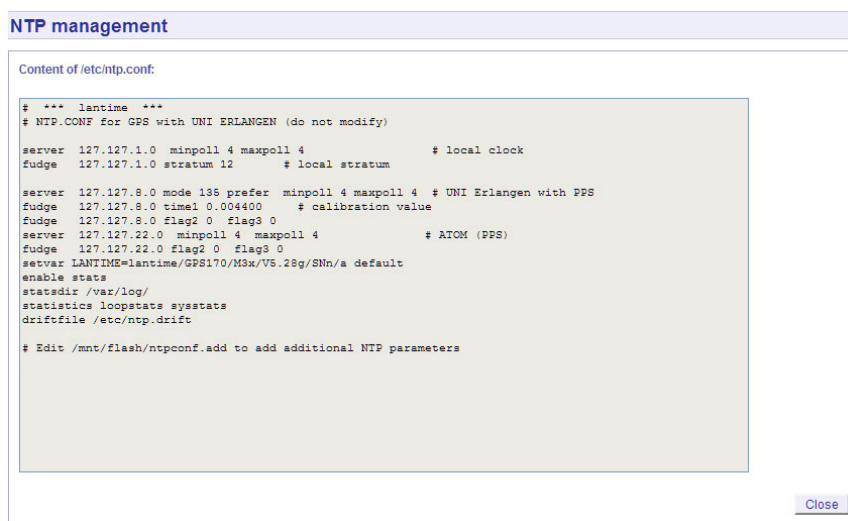 NTP management
Content of /etc/ntp.conf:
#  ***  lantime  ***
# NTP.CONF for GPS with UNI ERLANGEN (do not modify)
server  127.127.1.0  minpoll 4 maxpoll 4                  # local clock
fudge   127.127.1.0 stratum 12       # local stratum
server  127.127.8.0 mode 135 prefer  minpoll 4 maxpoll 4  # UNI Erlangen with PPS
fudge   127.127.8.0 time1 0.004400     # calibration value
fudge   127.127.8.0 flag2 0  flag3 0
server  127.127.22.0  minpoll 4  maxpoll 4               # ATOM (PPS)
fudge   127.127.22.0 flag2 0  flag3 0
setvar LANTIME=lantime/GPS170/M3x/V5.28g/SNn/a default
enable stats
statsdir /var/log/
statistics loopstats sysstats
driftfile /etc/ntp.drift
# Edit /mnt/flash/ntpconf.add to add additional NTP parameters
Close